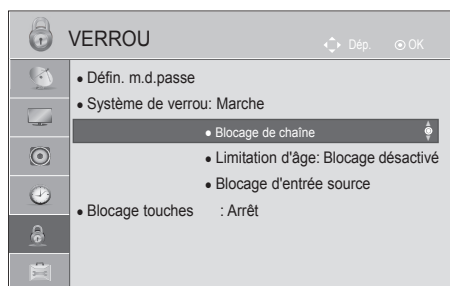 VERROU
Dép. OK
• Défin. m.d.passe
• Système de verrou: Marche
• Blocage de chaîne
• Limitation d'âge: Blocage désactivé
• Blocage d'entrée source
• Blocage touches : Arrêt